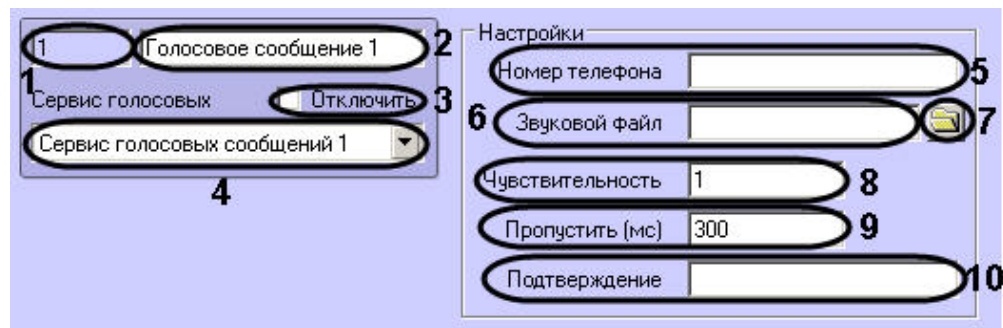 1 Голосовое сообщение 1 2
1
Сервис голосовых Отключить 3
Сервис голосовых сообщений 1
4
Настройки
Номер телефона 5
6 Звуковой файл 7
Чувствительность 1 8
Пропустить (мс) 300 9
Подтверждение 10